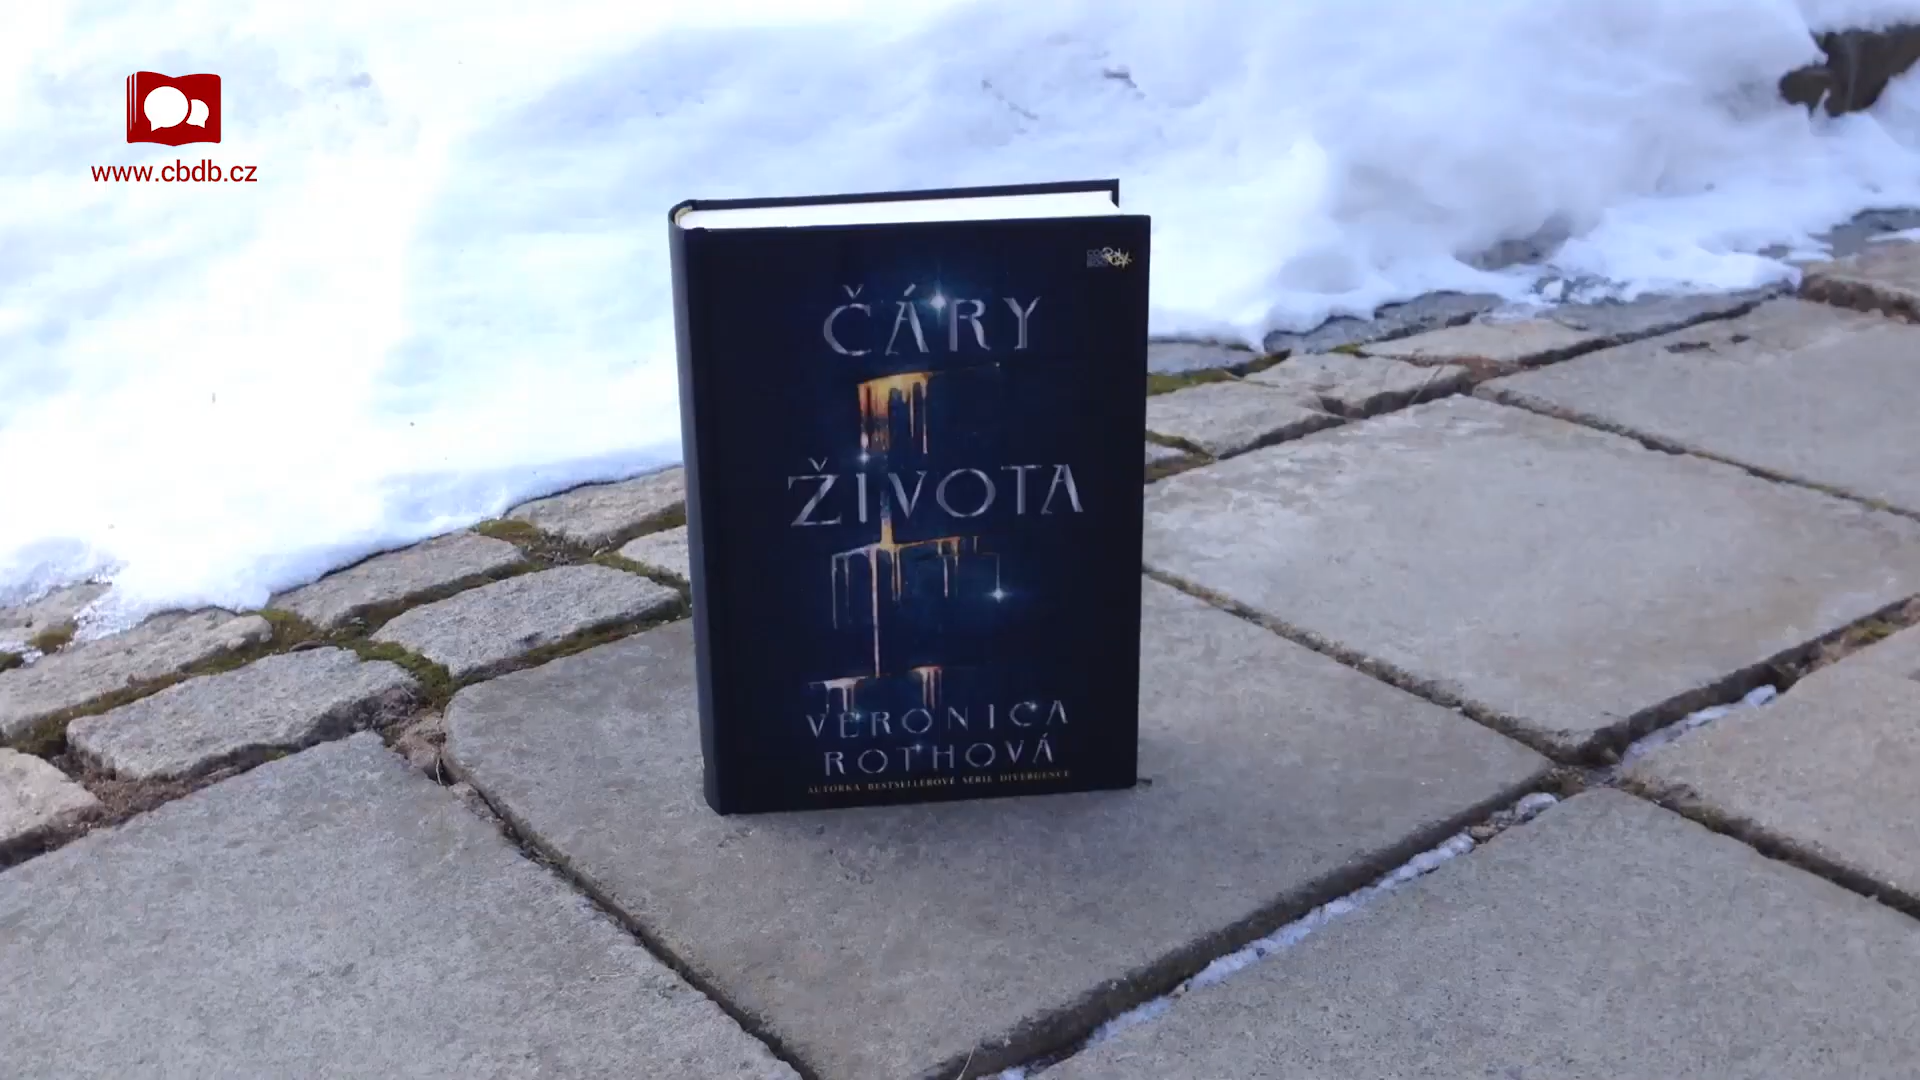 www.cbdb.cz
ČÁRY
ŽIVOTA
VERONICA
ROTHOVÁ
AUTORKA BESTSELLEROVÉ SÉRIE DIVERGENCE